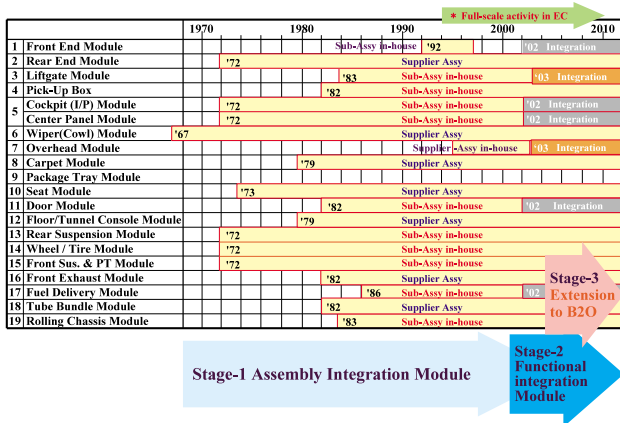 * Full-scale activity in EC
1970 1980 1990 2000 2010
1 Front End Module Sub-Assy in-house '92 '02 Integration
2 Rear End Module '72 Supplier Assy
3 Liftgate Module '83 Sub-Assy in-house '03 Integration
4 Pick-Up Box '82 Supplier Assy
5 Cockpit (I/P) Module '72 Sub-Assy in-house '02 Integration
Center Panel Module '72 Sub-Assy in-house '02 Integration
6 Wiper(Cowl) Module '67 Supplier Assy
7 Overhead Module Supplier -Assy in-house '03 Integration
8 Carpet Module '79 Supplier Assy
9 Package Tray Module
10 Seat Module '73 Supplier Assy
11 Door Module '82 Sub-Assy in-house '02 Integration
12 Floor/Tunnel Console Module '79 Supplier Assy
13 Rear Suspension Module '72 Sub-Assy in-house
14 Wheel / Tire Module '72 Sub-Assy in-house
15 Front Sus. & PT Module '72 Sub-Assy in-house
16 Front Exhaust Module '82 Supplier Assy
17 Fuel Delivery Module '86 Sub-Assy in-house '02 In
18 Tube Bundle Module '82 Supplier Assy
19 Rolling Chassis Module '83 Sub-Assy in-house
Stage-3
Extension
to B2O
Stage-1 Assembly Integration Module
Stage-2
Functional
integration
Module